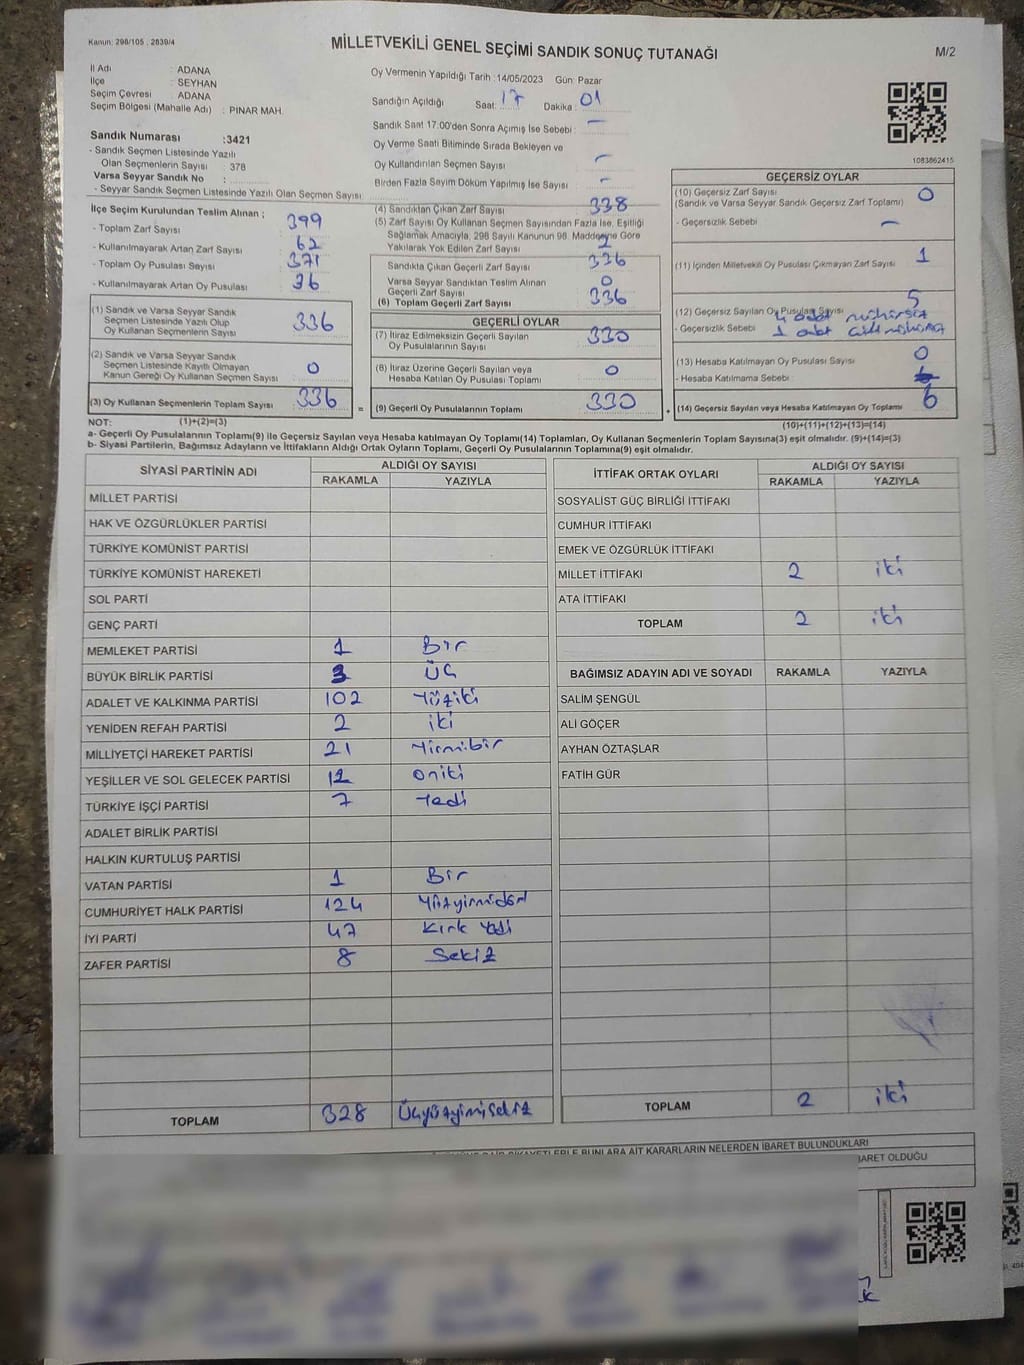 Kanun: 298/105 : 2839/4
MİLLETVEKİLİ GENEL SEÇİMİ SANDIK SONUÇ TUTANAĞI
M/2
İl Adı : ADANA
İlçe : SEYHAN
Seçim Çevresi : ADANA
Seçim Bölgesi (Mahalle Adı) : PINAR MAH.
Sandık Numarası :3421
- Sandık Seçmen Listesinde Yazılı
Olan Seçmenlerin Sayısı : 378
Varsa Seyyar Sandık No :
- Seyyar Sandık Seçmen Listesinde Yazılı Olan Seçmen Sayısı
Oy Vermenin Yapıldığı Tarih :14/05/2023 Gün: Pazar
Sandığın Açıldığı Saat: 17 Dakika : 01
Sandık Saat 17:00'den Sonra Açımış İse Sebebi : -
Oy Verme Saati Bitiminde Sırada Bekleyen ve
Oy Kullandırılan Seçmen Sayısı -
Birden Fazla Sayım Döküm Yapılmış İse Sayısı -
1083862415
İlçe Seçim Kurulundan Teslim Alınan ;
- Toplam Zarf Sayısı 399
- Kullanılmayarak Artan Zarf Sayısı 62
- Toplam Oy Pusulası Sayısı 371
- Kullanılmayarak Artan Oy Pusulası 36
(1) Sandık ve Varsa Seyyar Sandık
Seçmen Listesinde Yazılı Olup
Oy Kullanan Seçmenlerin Sayısı 336
(2) Sandık ve Varsa Seyyar Sandık
Seçmen Listesinde Kayıtlı Olmayan
Kanun Gereği Oy Kullanan Seçmen Sayısı 0
(3) Oy Kullanan Seçmenlerin Toplam Sayısı 336
(4) Sandıktan Çıkan Zarf Sayısı 338
(5) Zarf Sayısı Oy Kullanan Seçmen Sayısından Fazla İse, Eşitliği
Sağlamak Amacıyla, 298 Sayılı Kanunun 98. Maddesine Göre
Yakılarak Yok Edilen Zarf Sayısı 2
Sandıkta Çıkan Geçerli Zarf Sayısı 336
Varsa Seyyar Sandıktan Teslim Alınan
Geçerli Zarf Sayısı 0
(6) Toplam Geçerli Zarf Sayısı 336
GEÇERLİ OYLAR
(7) İtiraz Edilmeksizin Geçerli Sayılan
Oy Pusulalarının Sayısı 330
(8) İtiraz Üzerine Geçerli Sayılan veya
Hesaba Katılan Oy Pusulası Toplamı 0
= (9) Geçerli Oy Pusulalarının Toplamı 330
GEÇERSİZ OYLAR
(10) Geçersiz Zarf Sayısı
(Sandık ve Varsa Seyyar Sandık Geçersiz Zarf Toplamı) 0
- Geçersizlik Sebebi -
(11) İçinden Milletvekili Oy Pusulası Çıkmayan Zarf Sayısı 1
(12) Geçersiz Sayılan Oy Pusulası Sayısı 5
- Geçersizlik Sebebi 4 adet mühürsüz
1 adet çift mühür
(13) Hesaba Katılmayan Oy Pusulası Sayısı 0
- Hesaba Katılmama Sebebi
+ (14) Geçersiz Sayılan veya Hesaba Katılmayan Oy Toplamı 6
NOT: (1)+(2)=(3)
(10)+(11)+(12)+(13)=(14)
a- Geçerli Oy Pusulalarının Toplamı(9) ile Geçersiz Sayılan veya Hesaba katılmayan Oy Toplamı(14) Toplamları, Oy Kullanan Seçmenlerin Toplam Sayısına(3) eşit olmalıdır. (9)+(14)=(3)
b- Siyasi Partilerin, Bağımsız Adayların ve İttifakların Aldığı Ortak Oyların Toplamı, Geçerli Oy Pusulalarının Toplamına(9) eşit olmalıdır.
SİYASİ PARTİNİN ADI ALDIĞI OY SAYISI
RAKAMLA YAZIYLA
MİLLET PARTİSİ
HAK VE ÖZGÜRLÜKLER PARTİSİ
TÜRKİYE KOMÜNİST PARTİSİ
TÜRKİYE KOMÜNİST HAREKETİ
SOL PARTİ
GENÇ PARTİ
MEMLEKET PARTİSİ 1 Bir
BÜYÜK BİRLİK PARTİSİ 3 Üç
ADALET VE KALKINMA PARTİSİ 102 Yüziki
YENİDEN REFAH PARTİSİ 2 iki
MİLLİYETÇİ HAREKET PARTİSİ 21 Yirmibir
YEŞİLLER VE SOL GELECEK PARTİSİ 12 Oniki
TÜRKİYE İŞÇİ PARTİSİ 7 Yedi
ADALET BİRLİK PARTİSİ
HALKIN KURTULUŞ PARTİSİ
VATAN PARTİSİ 1 Bir
CUMHURİYET HALK PARTİSİ 124 Yüzyirmidört
İYİ PARTİ 47 Kırk Yedi
ZAFER PARTİSİ 8 Sekiz
TOPLAM 328 Üçyüzyirmisekiz
İTTİFAK ORTAK OYLARI ALDIĞI OY SAYISI
RAKAMLA YAZIYLA
SOSYALİST GÜÇ BİRLİĞİ İTTİFAKI
CUMHUR İTTİFAKI
EMEK VE ÖZGÜRLÜK İTTİFAKI
MİLLET İTTİFAKI 2 iki
ATA İTTİFAKI
TOPLAM 2 iki
BAĞIMSIZ ADAYIN ADI VE SOYADI RAKAMLA YAZIYLA
SALİM ŞENGÜL
ALİ GÖÇER
AYHAN ÖZTAŞLAR
FATİH GÜR
TOPLAM 2 iki
BUNLARA AİT KARARLARIN NELERDEN İBARET BULUNDUKLARI
İBARET OLDUĞU